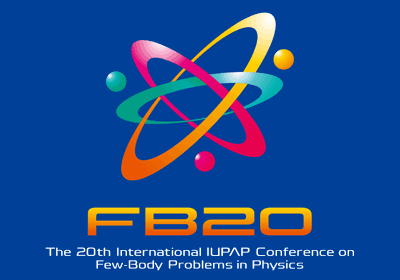 FB20
The 20th International IUPAP Conference on
Few-Body Problems in Physics